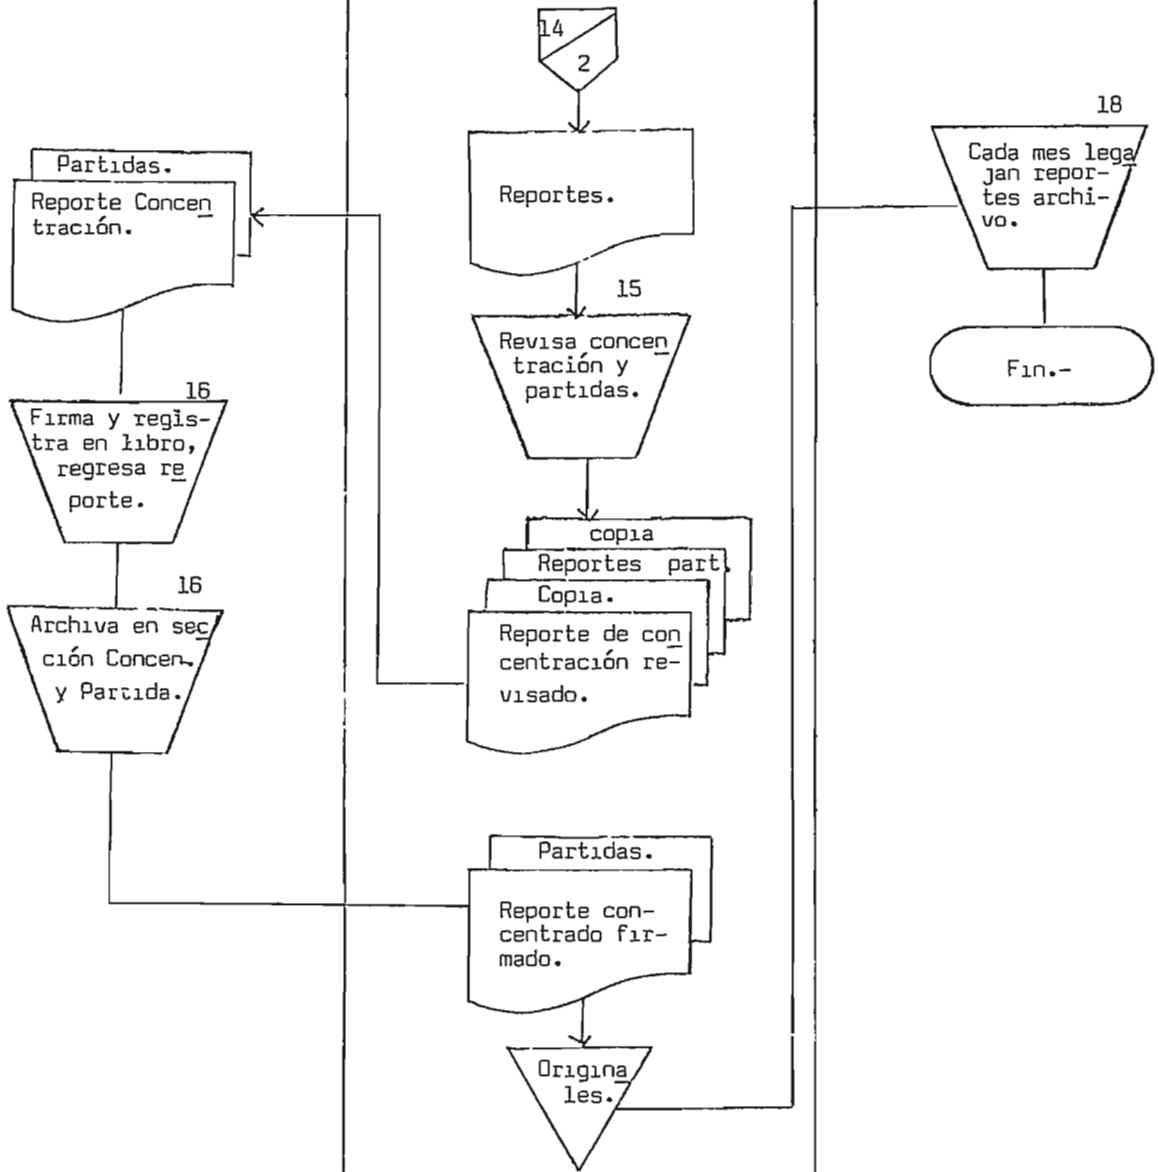 14
2
Reportes.
15
Revisa concen
tración y
partidas.
copia
Reportes part.
Copia.
Reporte de con
centración re-
visado.
Partidas.
Reporte Concen
tración.
16
Firma y regis-
tra en libro,
regresa re
porte.
16
Archiva en sec
ción Concen.
y Partida.
Partidas.
Reporte con-
centrado fir-
mado.
Origina
les.
18
Cada mes lega
jan repor-
tes archi-
vo.
Fin.-